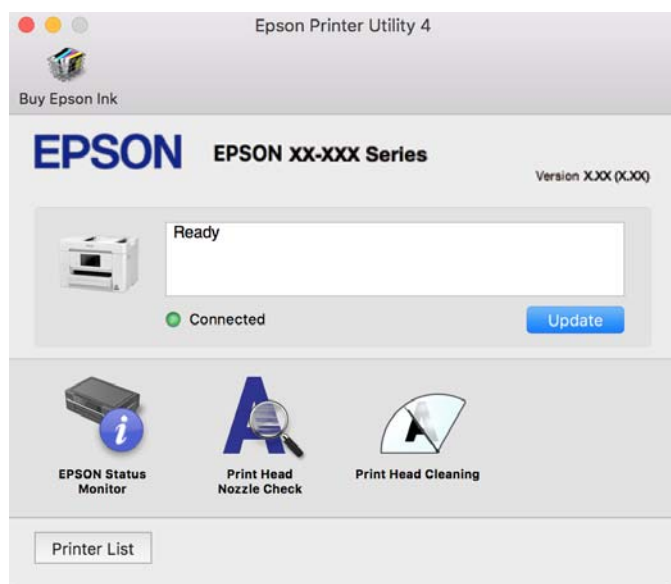 Epson Printer Utility 4
Buy Epson Ink
EPSON
EPSON XX-XXX Series
Version X.XX (X.XX)
Ready
Connected
Update
EPSON Status
Monitor
Print Head
Nozzle Check
Print Head Cleaning
Printer List